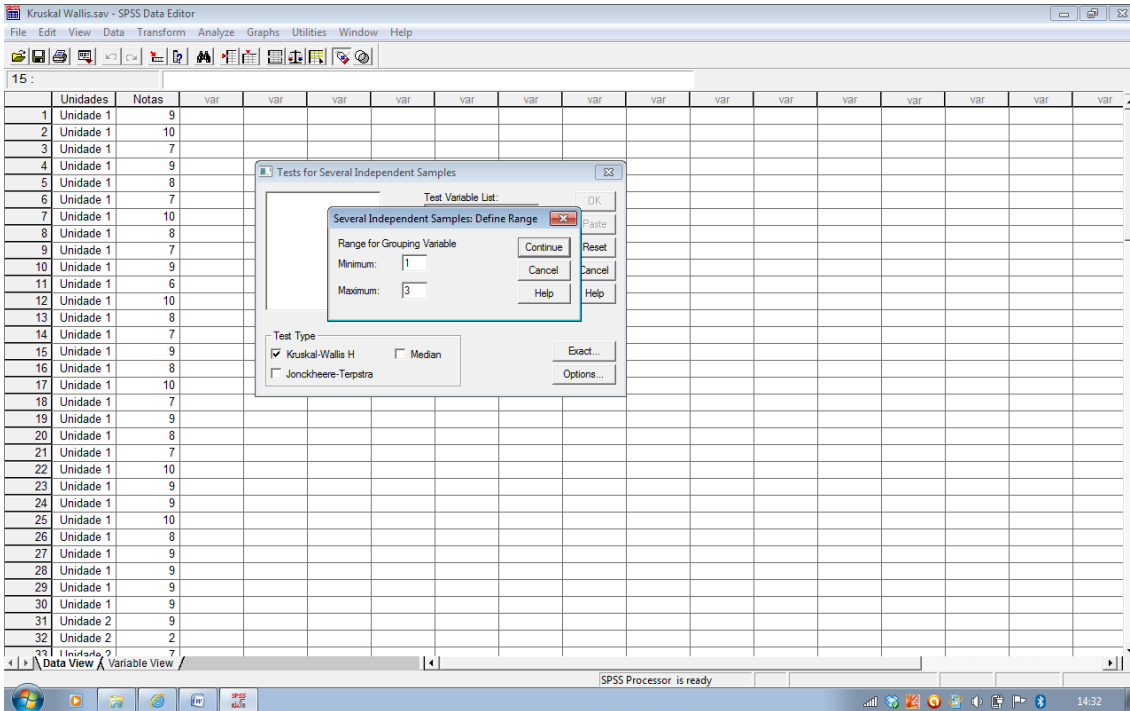 Kruskal Wallis.sav - SPSS Data Editor
File Edit View Data Transform Analyze Graphs Utilities Window Help
15 :
Unidades Notas var var var var var var var var var var var var var var var
1 Unidade 1 9
2 Unidade 1 10
3 Unidade 1 7
4 Unidade 1 9
5 Unidade 1 8
6 Unidade 1 7
7 Unidade 1 10
8 Unidade 1 8
9 Unidade 1 7
10 Unidade 1 9
11 Unidade 1 6
12 Unidade 1 10
13 Unidade 1 8
14 Unidade 1 7
15 Unidade 1 9
16 Unidade 1 8
17 Unidade 1 10
18 Unidade 1 7
19 Unidade 1 9
20 Unidade 1 8
21 Unidade 1 7
22 Unidade 1 10
23 Unidade 1 9
24 Unidade 1 9
25 Unidade 1 10
26 Unidade 1 8
27 Unidade 1 9
28 Unidade 1 9
29 Unidade 1 9
30 Unidade 1 9
31 Unidade 2 9
32 Unidade 2 2
33 Unidade 2 7
Tests for Several Independent Samples
Test Variable List:
OK
Paste
Reset
Cancel
Help
Several Independent Samples: Define Range
Range for Grouping Variable
Minimum: 1
Maximum: 3
Continue
Cancel
Help
Test Type
Kruskal-Wallis H Median
Jonckheere-Terpstra
Exact...
Options...
Data View Variable View
SPSS Processor is ready
14:32